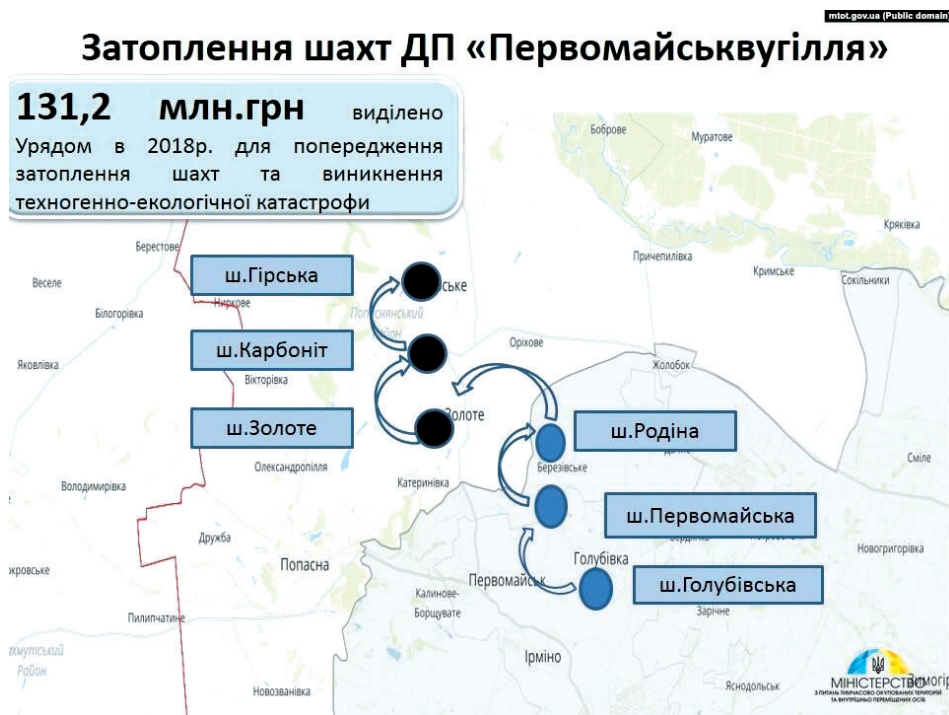 mtot.gov.ua (Public domain)
Затоплення шахт ДП «Первомайськвугілля»
131,2 млн.грн виділено
Урядом в 2018р. для попередження
затоплення шахт та виникнення
техногенно-екологічної катастрофи
Боброве
Муратове
Кряківка
Берестове
Причепилівка
Кримське
Сокільники
ш.Гірська
ське
Веселе
Ниркове
Білогорівка
Оріхове
ш.Карбоніт
Жолобок
Яковлівка
Вікторівка
ш.Золоте
Золоте
ш.Родіна
Березівське
Сміле
Олександропілля
Катеринівка
Володимирівка
ш.Первомайська
Дружба
Новогригорівка
Попасна
Голубівка
Первомайськ
ш.Голубівська
Калинове-
Борщувате
Зарічне
Пилипчатине
Район
Ірміно
Яснодольськ
Новозванівка
МІНІСТЕРСТВО
З ПИТАНЬ ТИМЧАСОВО ОКУПОВАНИХ ТЕРИТОРІЙ
ТА ВНУТРІШНЬО ПЕРЕМІЩЕНИХ ОСІБ